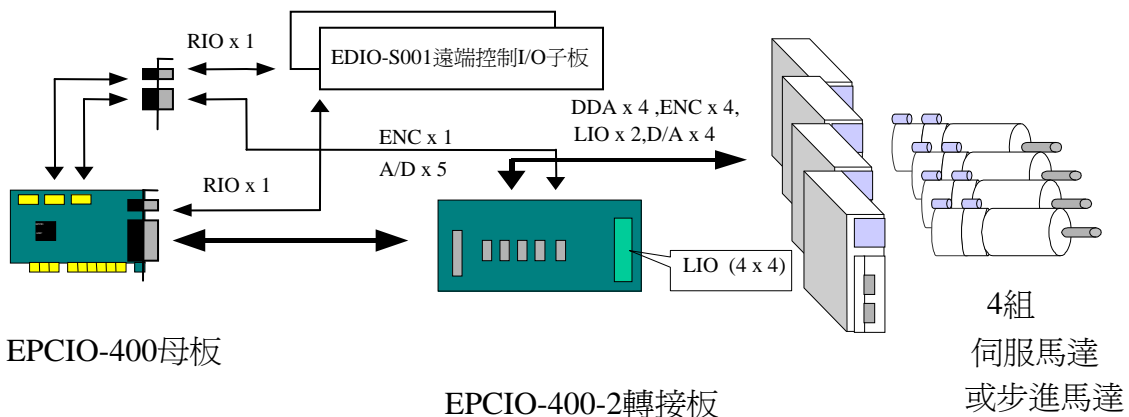 RIO x 1
EDIO-S001遠端控制I/O子板
DDA x 4 ,ENC x 4,
LIO x 2,D/A x 4
ENC x 1
A/D x 5
RIO x 1
LIO (4 x 4)
4組
伺服馬達
或步進馬達
EPCIO-400母板
EPCIO-400-2轉接板